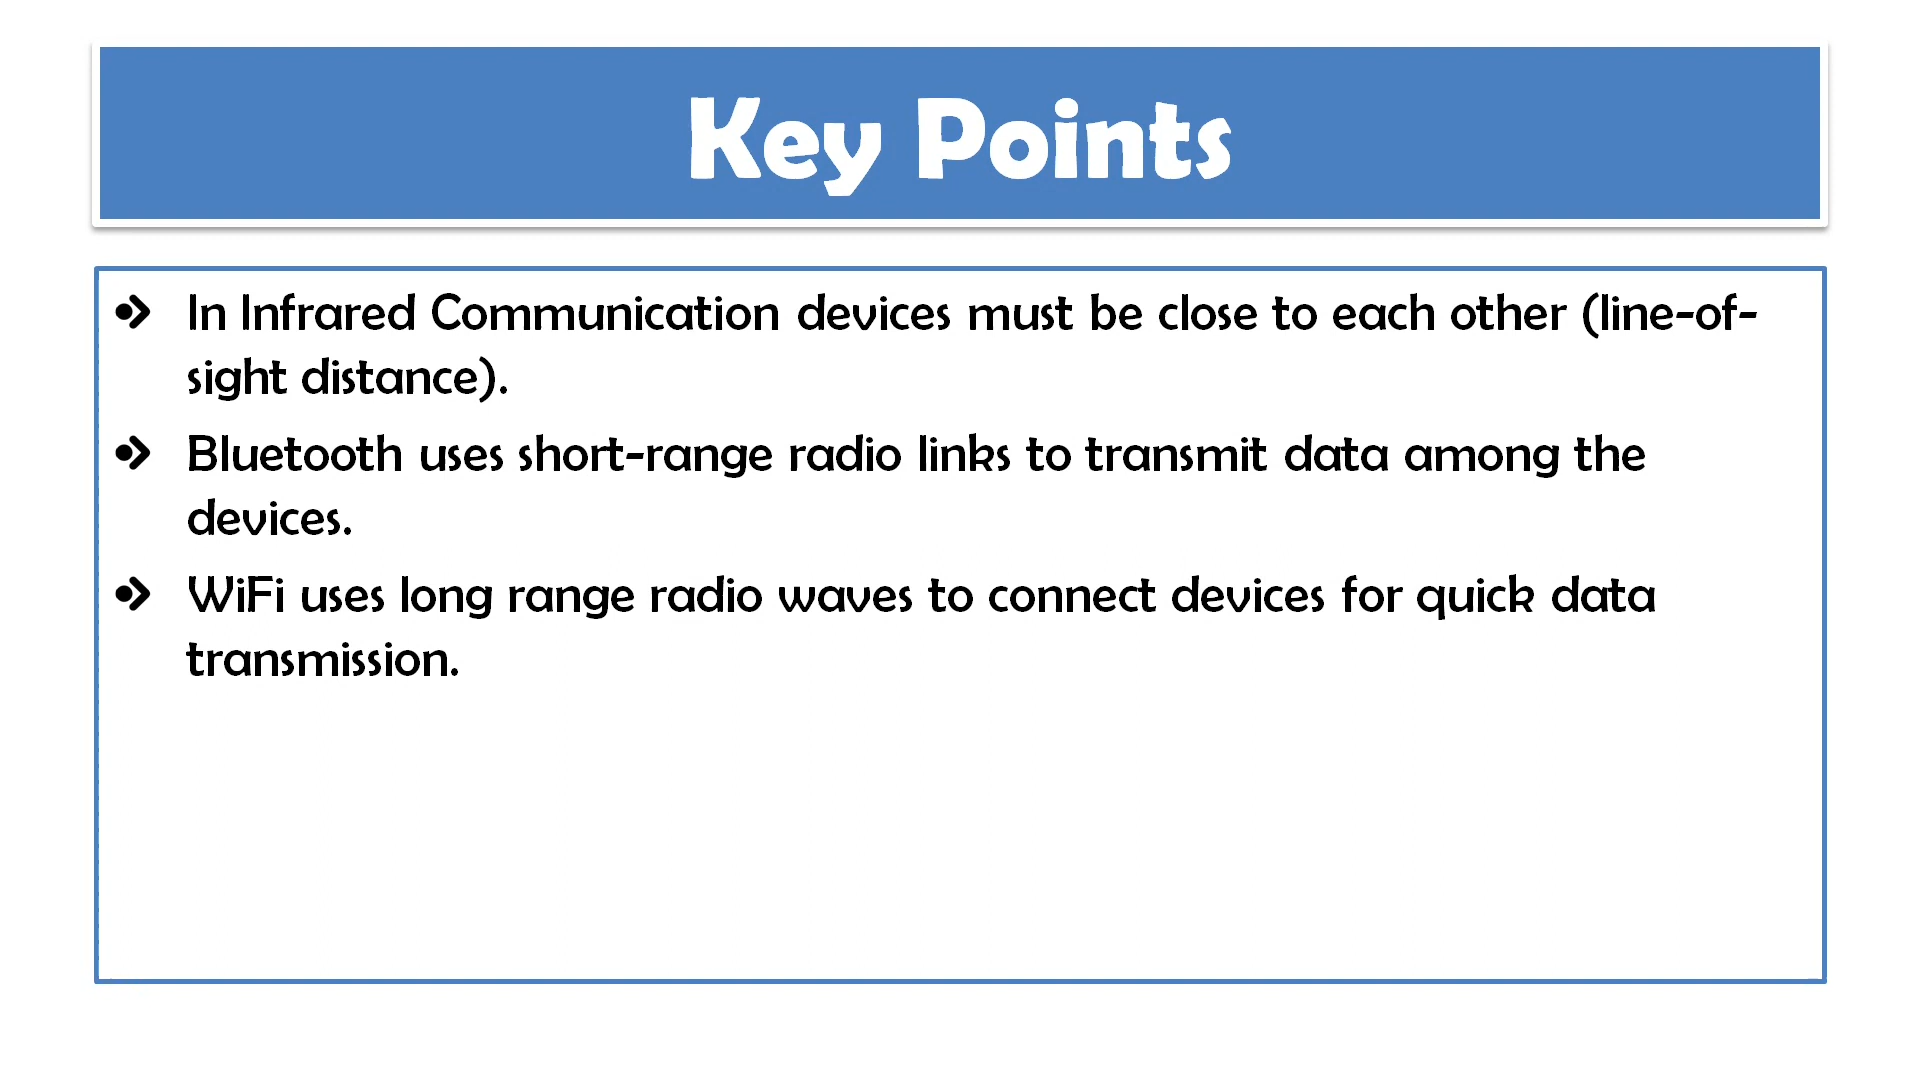 Key Points
In Infrared Communication devices must be close to each other (line-of-
sight distance).
Bluetooth uses short-range radio links to transmit data among the
devices.
WiFi uses long range radio waves to connect devices for quick data
transmission.